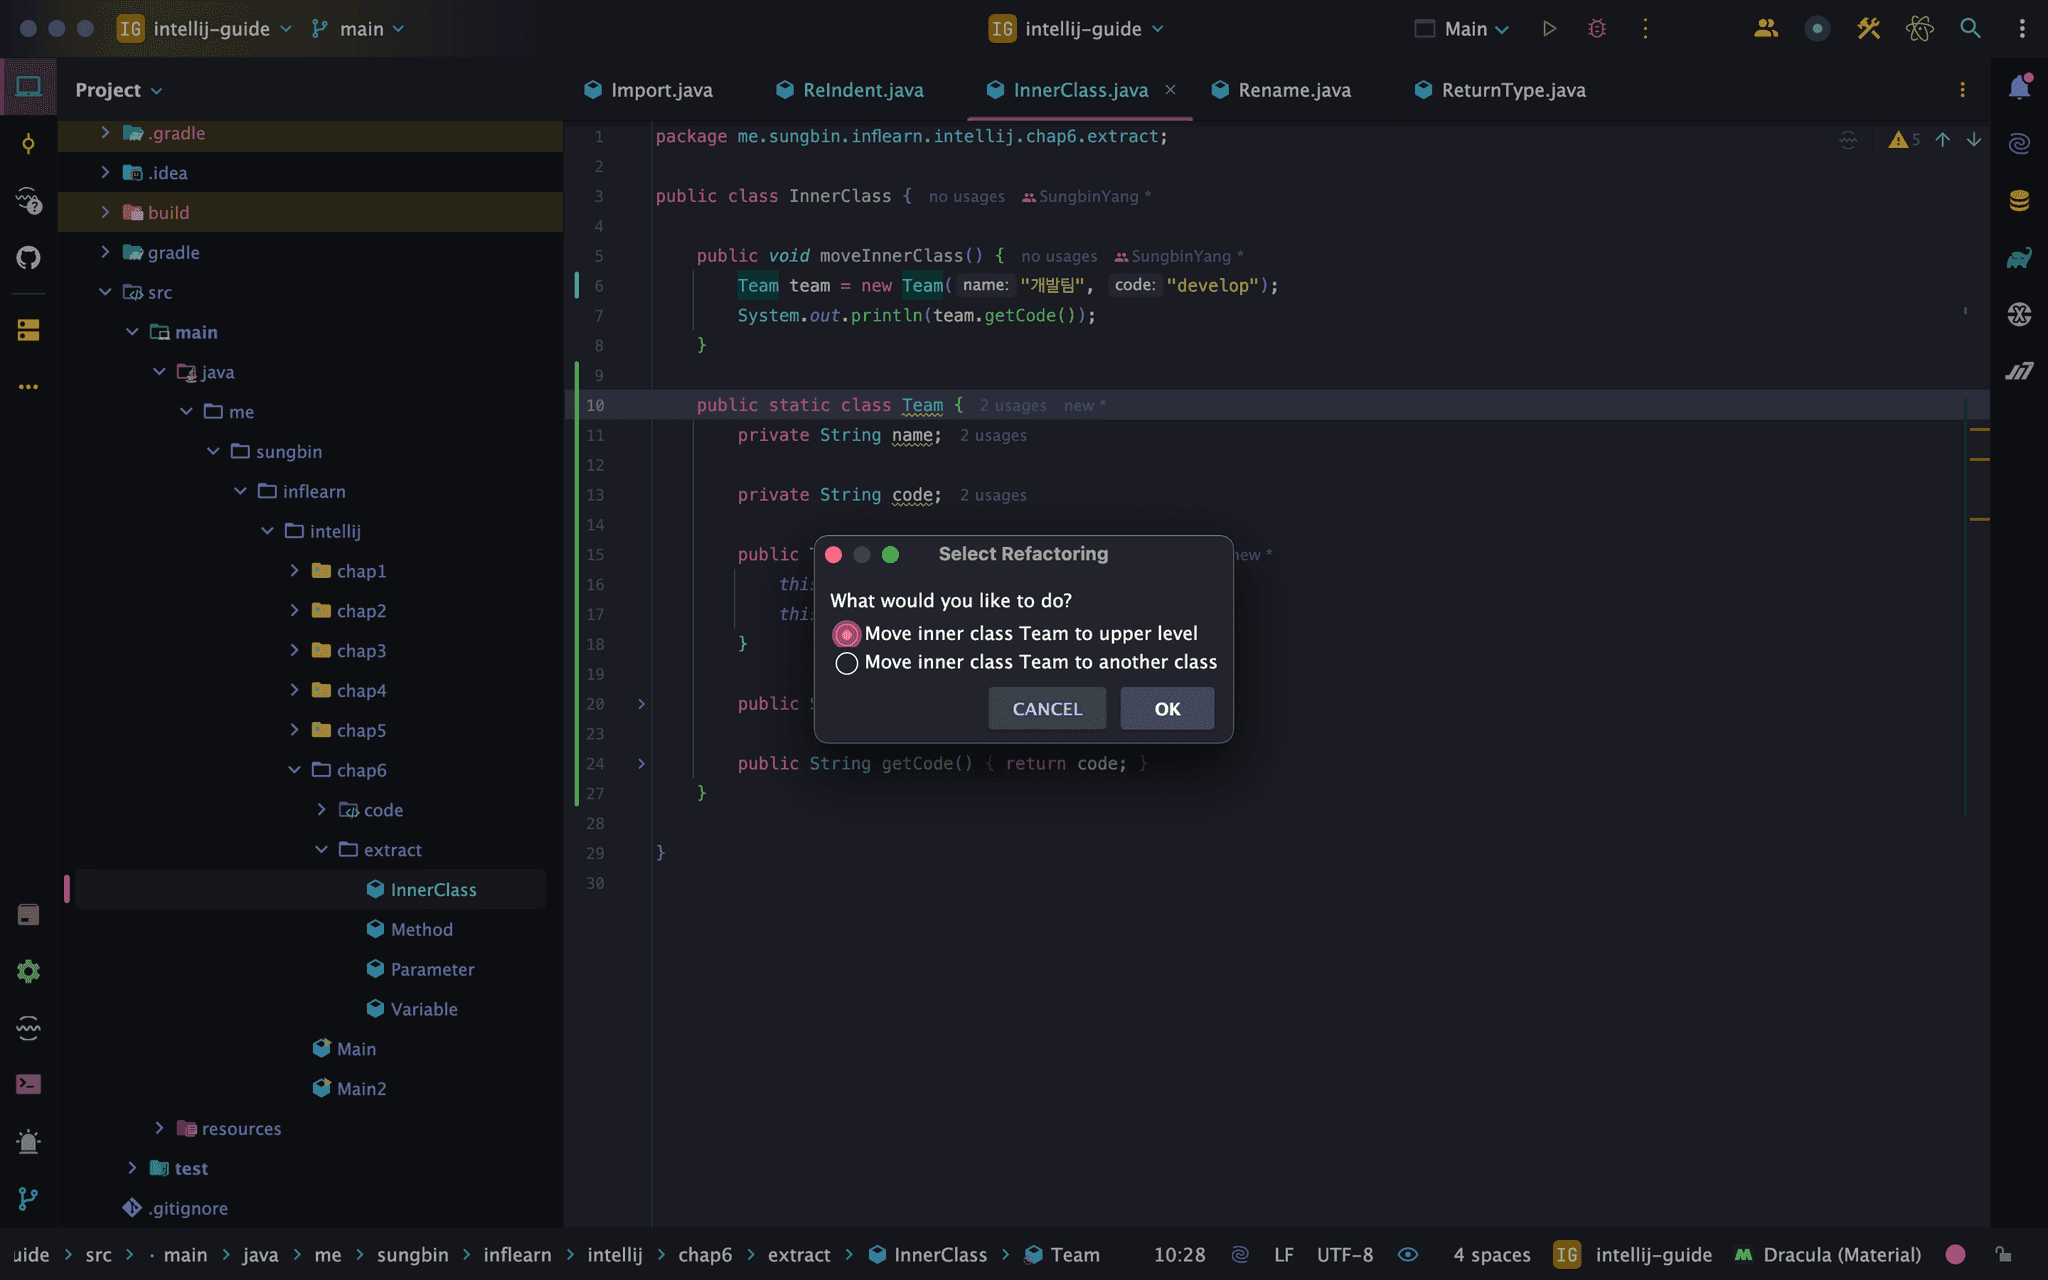 IG intellij-guide main
IG intellij-guide
Main
Project
Import.java
ReIndent.java
InnerClass.java
Rename.java
ReturnType.java
.gradle
.idea
build
gradle
src
main
java
me
sungbin
inflearn
intellij
chap1
chap2
chap3
chap4
chap5
chap6
code
extract
InnerClass
Method
Parameter
Variable
Main
Main2
resources
test
.gitignore
5
1 package me.sungbin.inflearn.intellij.chap6.extract;
2
3 public class InnerClass { no usages SungbinYang *
4
5 public void moveInnerClass() { no usages SungbinYang *
6 Team team = new Team( name: "개발팀", code: "develop");
7 System.out.println(team.getCode());
8 }
9
10 public static class Team { 2 usages new *
11 private String name; 2 usages
12
13 private String code; 2 usages
14
15 public new *
16 this
17 this
18 }
19
20 public S
23
24 public String getCode() { return code; }
27 }
28
29 }
30
Select Refactoring
What would you like to do?
Move inner class Team to upper level
Move inner class Team to another class
CANCEL OK
uide > src > main > java > me > sungbin > inflearn > intellij > chap6 > extract > InnerClass > Team 10:28 LF UTF-8 4 spaces IG intellij-guide Dracula (Material)